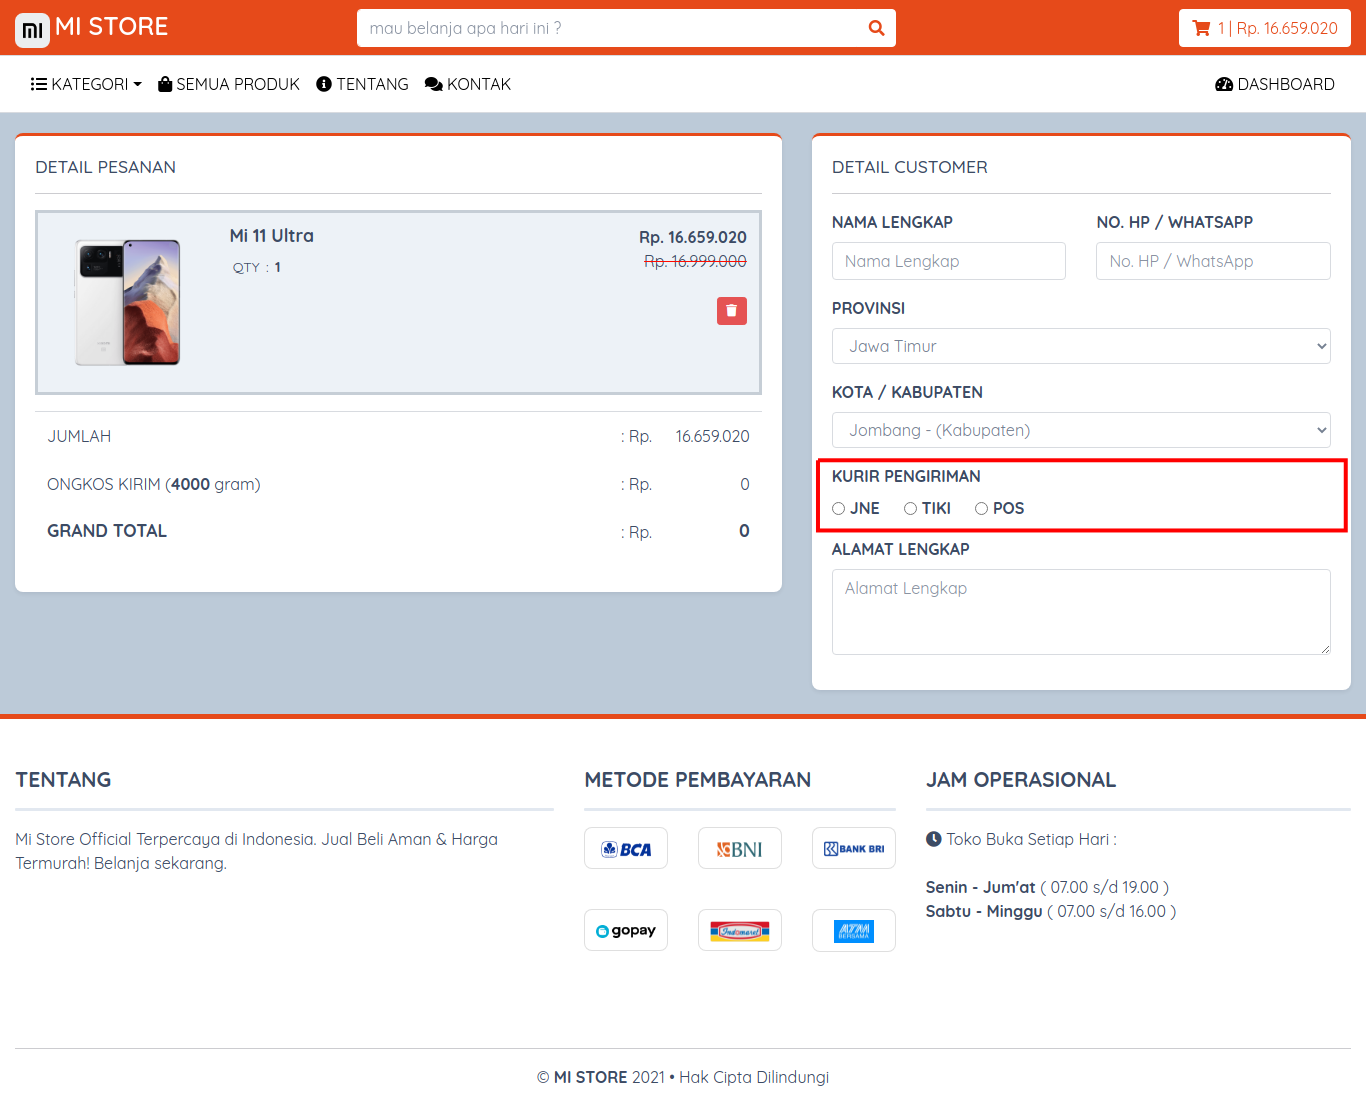 MI STORE
mau belanja apa hari ini ?
1 | Rp. 16.659.020
KATEGORI
SEMUA PRODUK
TENTANG
KONTAK
DASHBOARD
DETAIL PESANAN
Mi 11 Ultra
QTY : 1
Rp. 16.659.020
Rp. 16.999.000
JUMLAH : Rp. 16.659.020
ONGKOS KIRIM (4000 gram) : Rp. 0
GRAND TOTAL : Rp. 0
DETAIL CUSTOMER
NAMA LENGKAP
Nama Lengkap
NO. HP / WHATSAPP
No. HP / WhatsApp
PROVINSI
Jawa Timur
KOTA / KABUPATEN
Jombang - (Kabupaten)
KURIR PENGIRIMAN
JNE TIKI POS
ALAMAT LENGKAP
Alamat Lengkap
TENTANG
Mi Store Official Terpercaya di Indonesia. Jual Beli Aman & Harga
Termurah! Belanja sekarang.
METODE PEMBAYARAN
BCA
BNI
BANK BRI
gopay
Indomaret
ATM
BERSAMA
JAM OPERASIONAL
Toko Buka Setiap Hari :
Senin - Jum'at ( 07.00 s/d 19.00 )
Sabtu - Minggu ( 07.00 s/d 16.00 )
© MI STORE 2021 • Hak Cipta Dilindungi